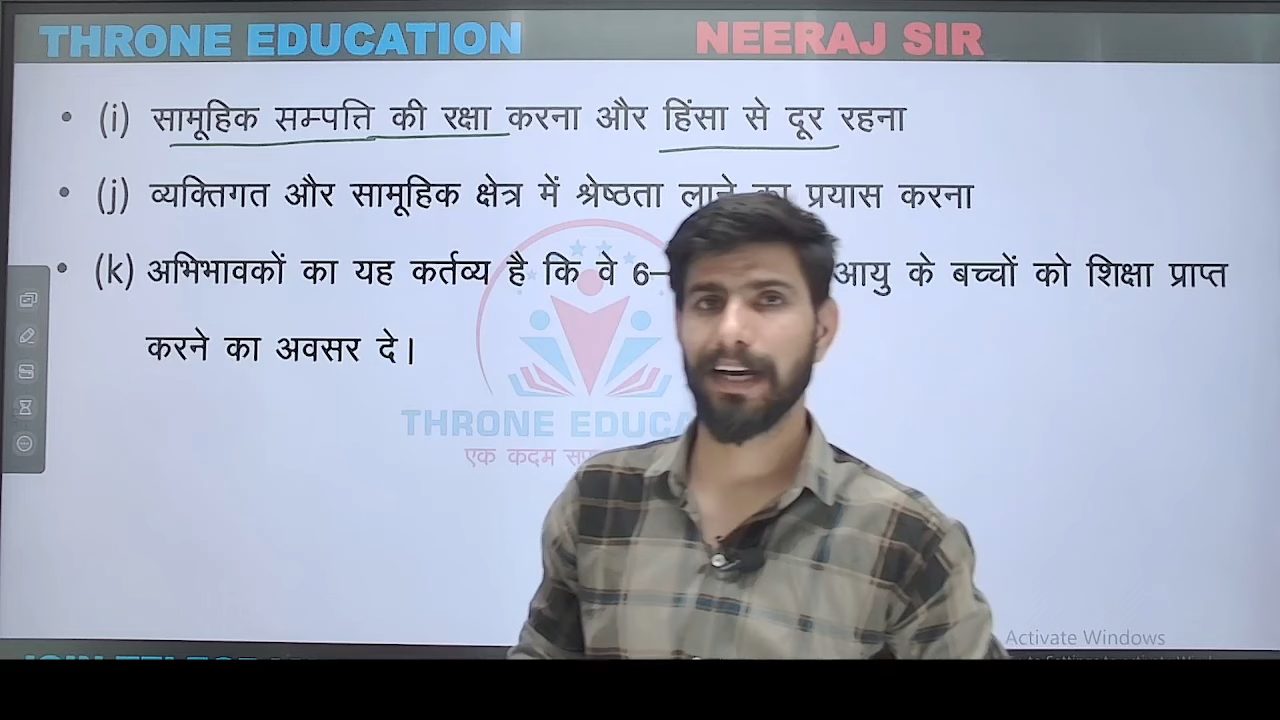 THRONE EDUCATION NEERAJ SIR
• (i) सामूहिक सम्पत्ति की रक्षा करना और हिंसा से दूर रहना
• (j) व्यक्तिगत और सामूहिक क्षेत्र में श्रेष्ठता लाने का प्रयास करना
• (k) अभिभावकों का यह कर्तव्य है कि वे 6– आयु के बच्चों को शिक्षा प्राप्त
करने का अवसर दे।
THRONE
एक कदम
Activate Windows